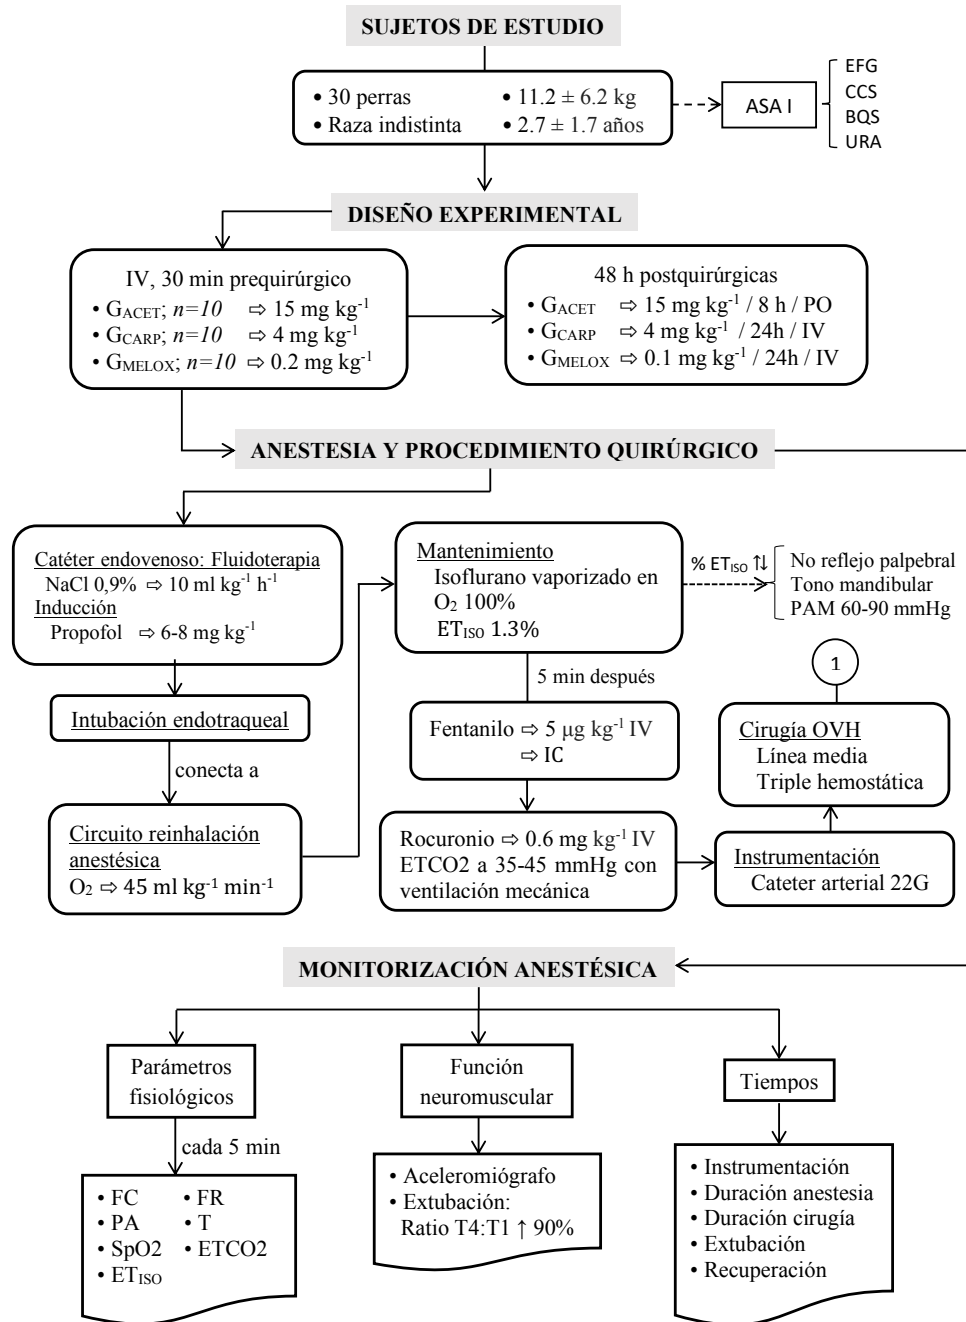 SUJETOS DE ESTUDIO
• 30 perras • 11.2 ± 6.2 kg
• Raza indistinta • 2.7 ± 1.7 años
ASA I
EFG
CCS
BQS
URA
DISEÑO EXPERIMENTAL
IV, 30 min prequirúrgico
• GACET; n=10 ⇨ 15 mg kg⁻¹
• GCARP; n=10 ⇨ 4 mg kg⁻¹
• GMELOX; n=10 ⇨ 0.2 mg kg⁻¹
48 h postquirúrgicas
• GACET ⇨ 15 mg kg⁻¹ / 8 h / PO
• GCARP ⇨ 4 mg kg⁻¹ / 24h / IV
• GMELOX ⇨ 0.1 mg kg⁻¹ / 24h / IV
ANESTESIA Y PROCEDIMIENTO QUIRÚRGICO
Catéter endovenoso: Fluidoterapia
NaCl 0,9% ⇨ 10 ml kg⁻¹ h⁻¹
Inducción
Propofol ⇨ 6-8 mg kg⁻¹
Intubación endotraqueal
conecta a
Circuito reinhalación
anestésica
O₂ ⇨ 45 ml kg⁻¹ min⁻¹
Mantenimiento
Isoflurano vaporizado en
O₂ 100%
ETISO 1.3%
% ETISO ↑↓
No reflejo palpebral
Tono mandibular
PAM 60-90 mmHg
5 min después
Fentanilo ⇨ 5 µg kg⁻¹ IV
⇨ IC
Rocuronio ⇨ 0.6 mg kg⁻¹ IV
ETCO2 a 35-45 mmHg con
ventilación mecánica
Instrumentación
Cateter arterial 22G
Cirugía OVH
Línea media
Triple hemostática
1
MONITORIZACIÓN ANESTÉSICA
Parámetros
fisiológicos
cada 5 min
• FC • FR
• PA • T
• SpO2 • ETCO2
• ETISO
Función
neuromuscular
• Aceleromiógrafo
• Extubación:
Ratio T4:T1 ↑ 90%
Tiempos
• Instrumentación
• Duración anestesia
• Duración cirugía
• Extubación
• Recuperación